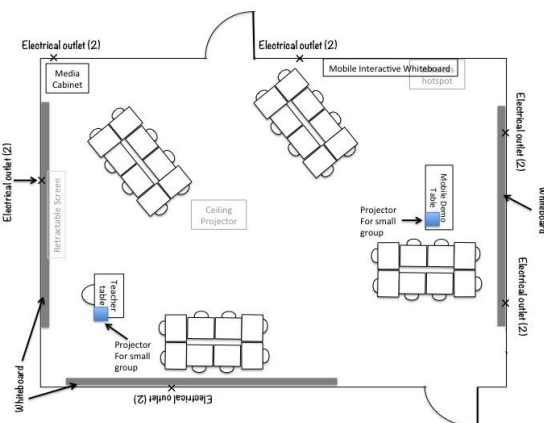 Electrical outlet (2)
Electrical outlet (2)
Media
Cabinet
Mobile Interactive Whiteboard
hotspot
Electrical outlet (2)
Electrical outlet (2)
Retractable Screen
Ceiling
Projector
Projector
For small
group
Mobile Demo
Table
Whiteboard
Electrical outlet (2)
Teacher
table
Projector
For small
group
Whiteboard
Electrical outlet (2)